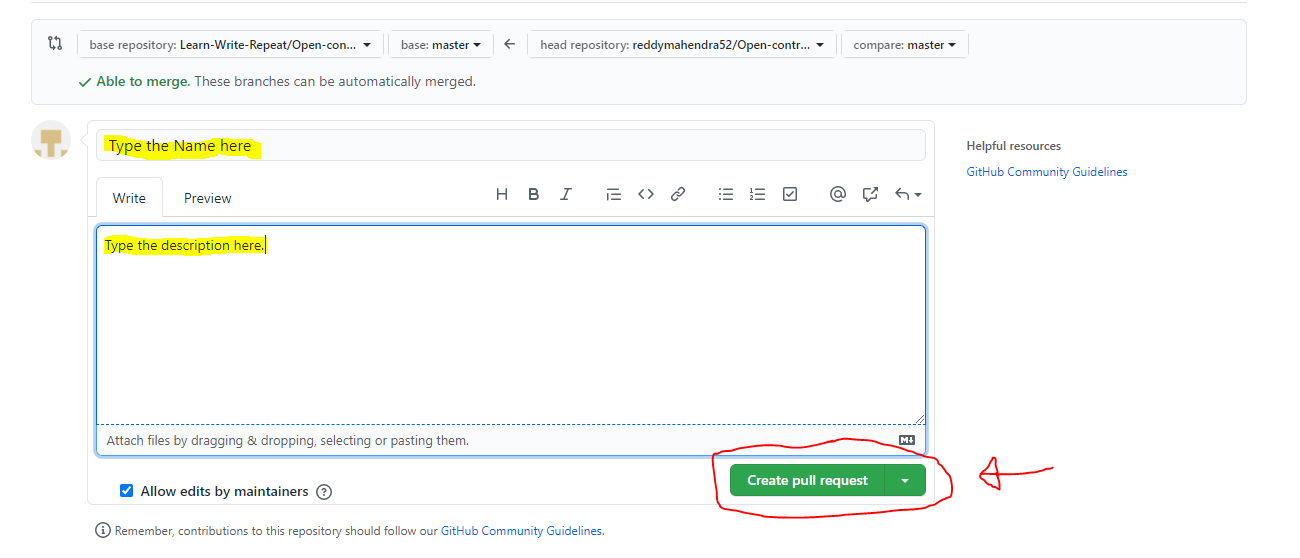 base repository: Learn-Write-Repeat/Open-con... base: master head repository: reddymahendra52/Open-contr... compare: master
Able to merge. These branches can be automatically merged.
Type the Name here
Helpful resources
GitHub Community Guidelines
Write Preview
Type the description here.
Attach files by dragging & dropping, selecting or pasting them.
Create pull request
Allow edits by maintainers
Remember, contributions to this repository should follow our GitHub Community Guidelines.